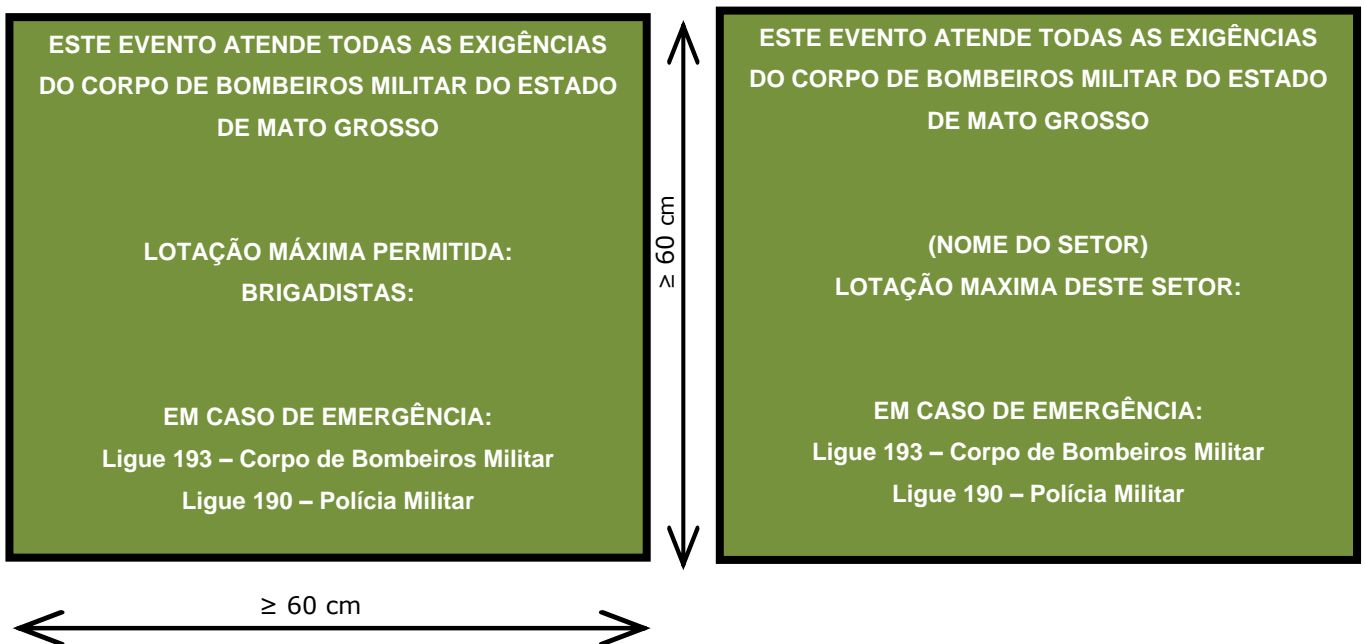 ESTE EVENTO ATENDE TODAS AS EXIGÊNCIAS
DO CORPO DE BOMBEIROS MILITAR DO ESTADO
DE MATO GROSSO
LOTAÇÃO MÁXIMA PERMITIDA:
BRIGADISTAS:
EM CASO DE EMERGÊNCIA:
Ligue 193 – Corpo de Bombeiros Militar
Ligue 190 – Polícia Militar
≥ 60 cm
≥ 60 cm
ESTE EVENTO ATENDE TODAS AS EXIGÊNCIAS
DO CORPO DE BOMBEIROS MILITAR DO ESTADO
DE MATO GROSSO
(NOME DO SETOR)
LOTAÇÃO MAXIMA DESTE SETOR:
EM CASO DE EMERGÊNCIA:
Ligue 193 – Corpo de Bombeiros Militar
Ligue 190 – Polícia Militar